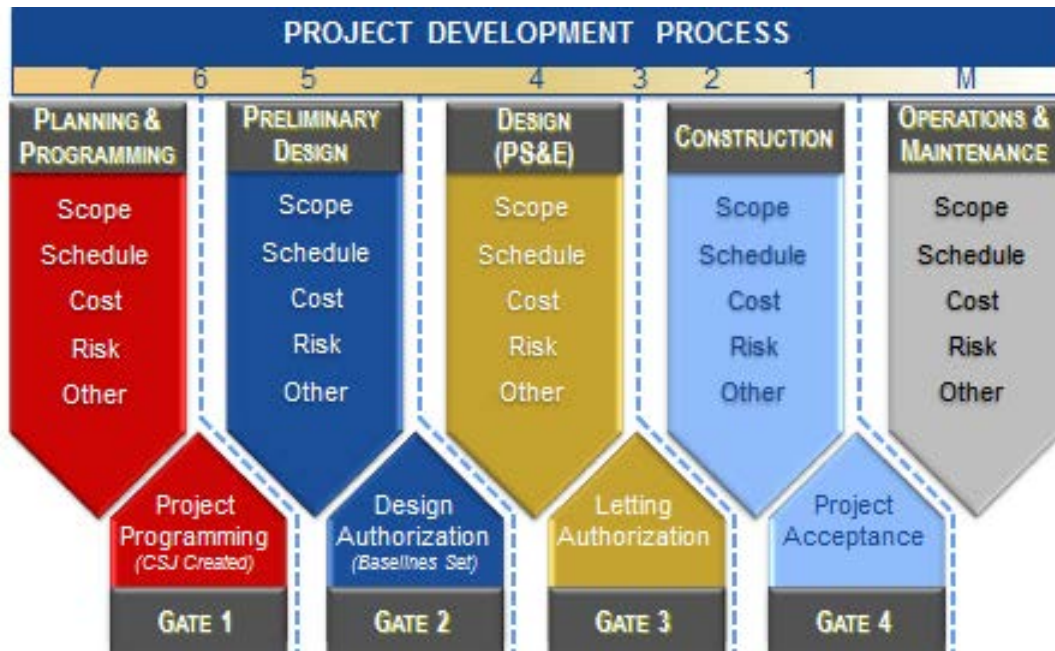 PROJECT DEVELOPMENT PROCESS
7 6 5 4 3 2 1 M
PLANNING &
PROGRAMMING
Scope
Schedule
Cost
Risk
Other
PRELIMINARY
DESIGN
Scope
Schedule
Cost
Risk
Other
DESIGN
(PS&E)
Scope
Schedule
Cost
Risk
Other
CONSTRUCTION
Scope
Schedule
Cost
Risk
Other
OPERATIONS &
MAINTENANCE
Scope
Schedule
Cost
Risk
Other
Project
Programming
(CSJ Created)
GATE 1
Design
Authorization
(Baselines Set)
GATE 2
Letting
Authorization
GATE 3
Project
Acceptance
GATE 4